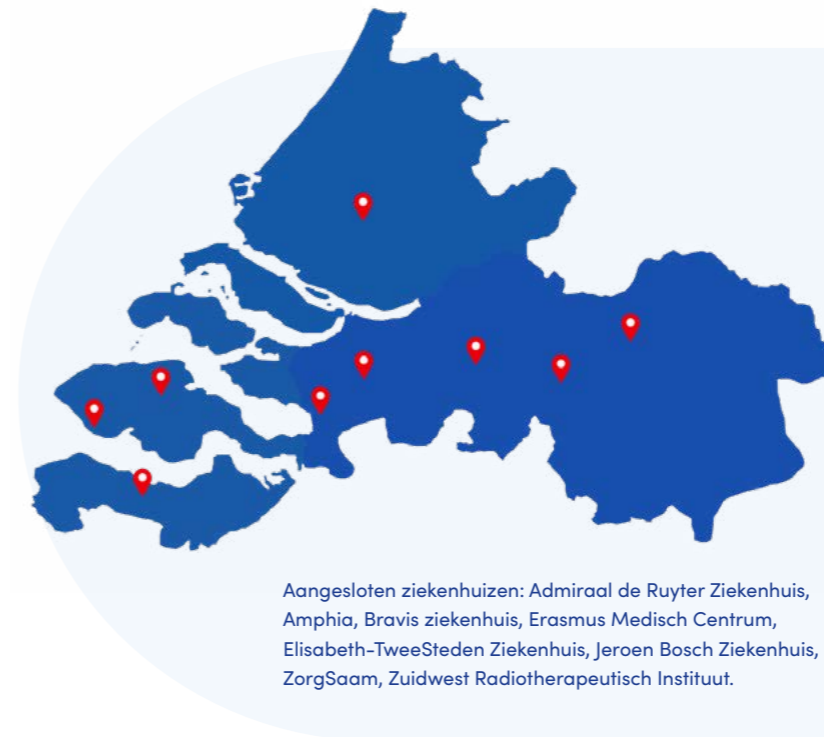 Aangesloten ziekenhuizen: Admiraal de Ruyter Ziekenhuis,
Amphia, Bravis ziekenhuis, Erasmus Medisch Centrum,
Elisabeth-TweeSteden Ziekenhuis, Jeroen Bosch Ziekenhuis,
ZorgSaam, Zuidwest Radiotherapeutisch Instituut.